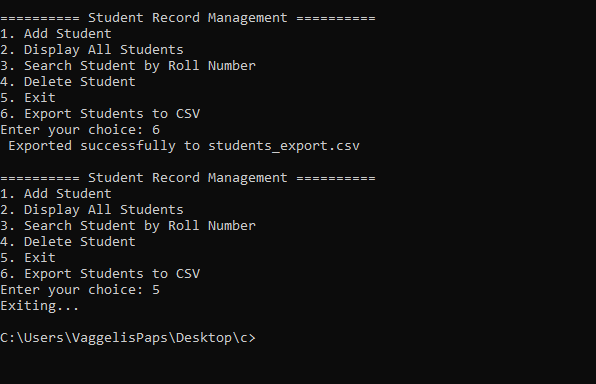 ========== Student Record Management ==========
1. Add Student
2. Display All Students
3. Search Student by Roll Number
4. Delete Student
5. Exit
6. Export Students to CSV
Enter your choice: 6
 Exported successfully to students_export.csv

========== Student Record Management ==========
1. Add Student
2. Display All Students
3. Search Student by Roll Number
4. Delete Student
5. Exit
6. Export Students to CSV
Enter your choice: 5
Exiting...

C:\Users\VaggelisPaps\Desktop\c>